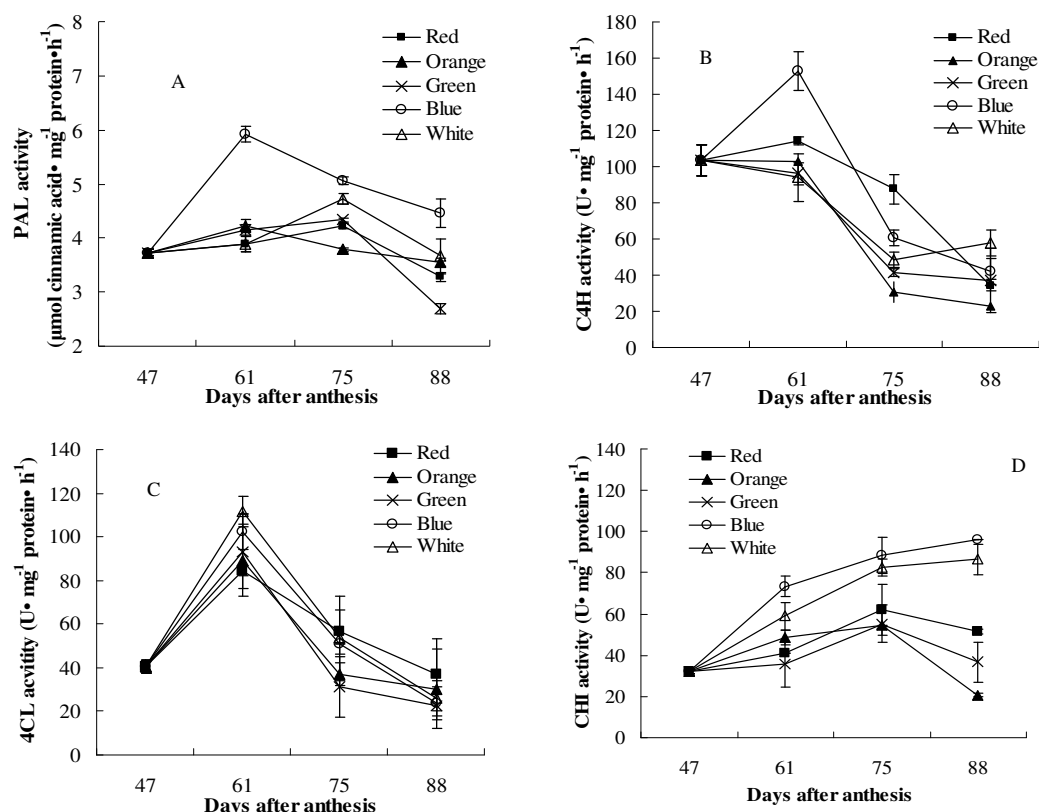 PAL activity
(μmol cinnamic acid• mg⁻¹ protein•h⁻¹)
8
7
6
5
4
3
2
A
Red
Orange
Green
Blue
White
47
61
75
88
Days after anthesis
C4H activity (U• mg⁻¹ protein• h⁻¹)
180
160
140
120
100
80
60
40
20
0
B
Red
Orange
Green
Blue
White
47
61
75
88
Days after anthesis
4CL acvitity (U• mg⁻¹ protein• h⁻¹)
140
120
100
80
60
40
20
0
C
Red
Orange
Green
Blue
White
47
61
75
88
Days after anthesis
CHI activity (U• mg⁻¹ protein• h⁻¹)
140
120
100
80
60
40
20
0
D
Red
Orange
Green
Blue
White
47
61
75
88
Days after anthesis